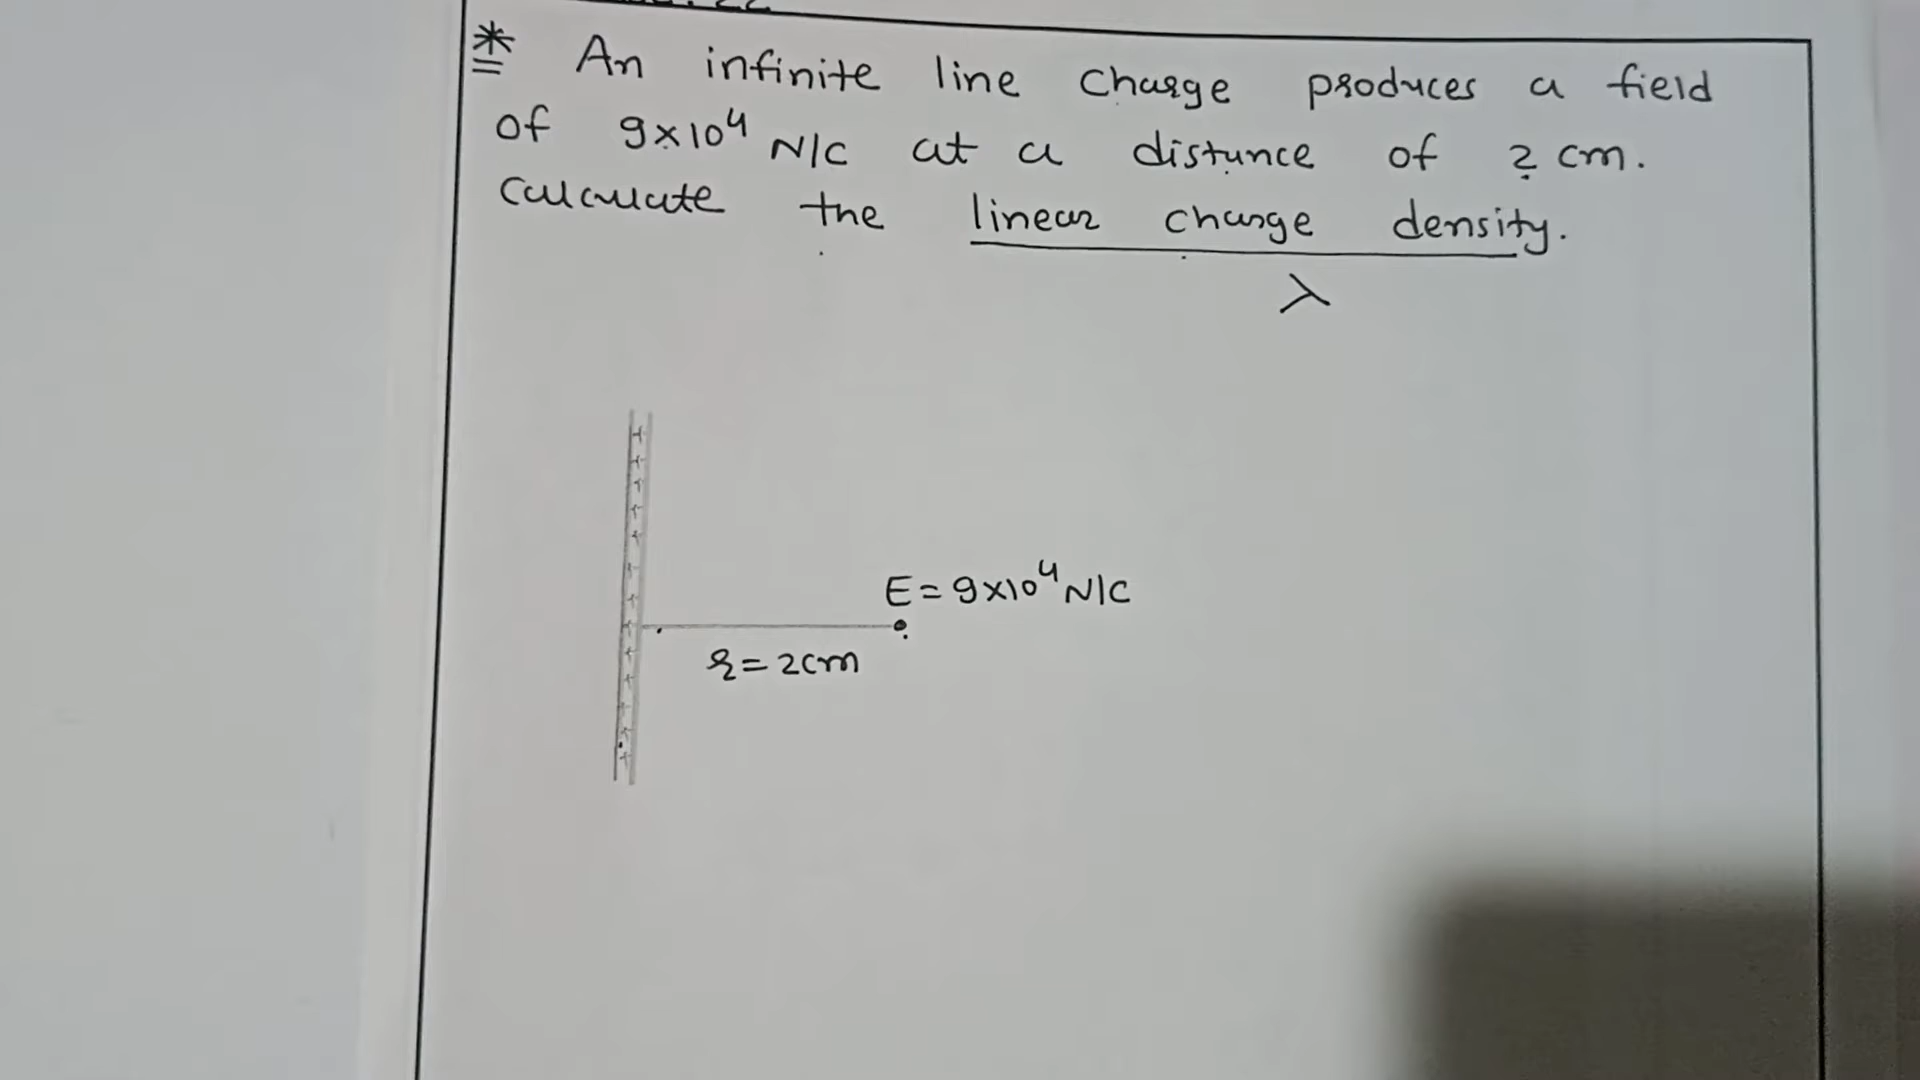 * An infinite line charge produces a field
of 9×10⁴ N/C at a distance of 2 cm.
calculate the linear charge density.
λ
E = 9×10⁴ N/C
r = 2cm